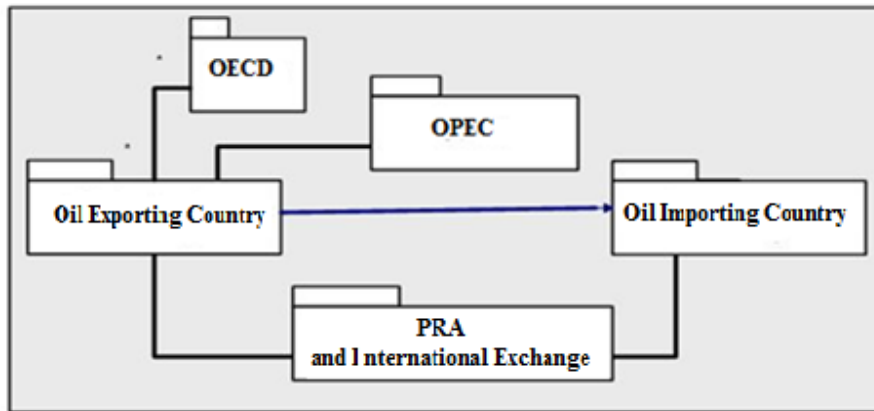 OECD
OPEC
Oil Exporting Country
Oil Importing Country
PRA
and International Exchange